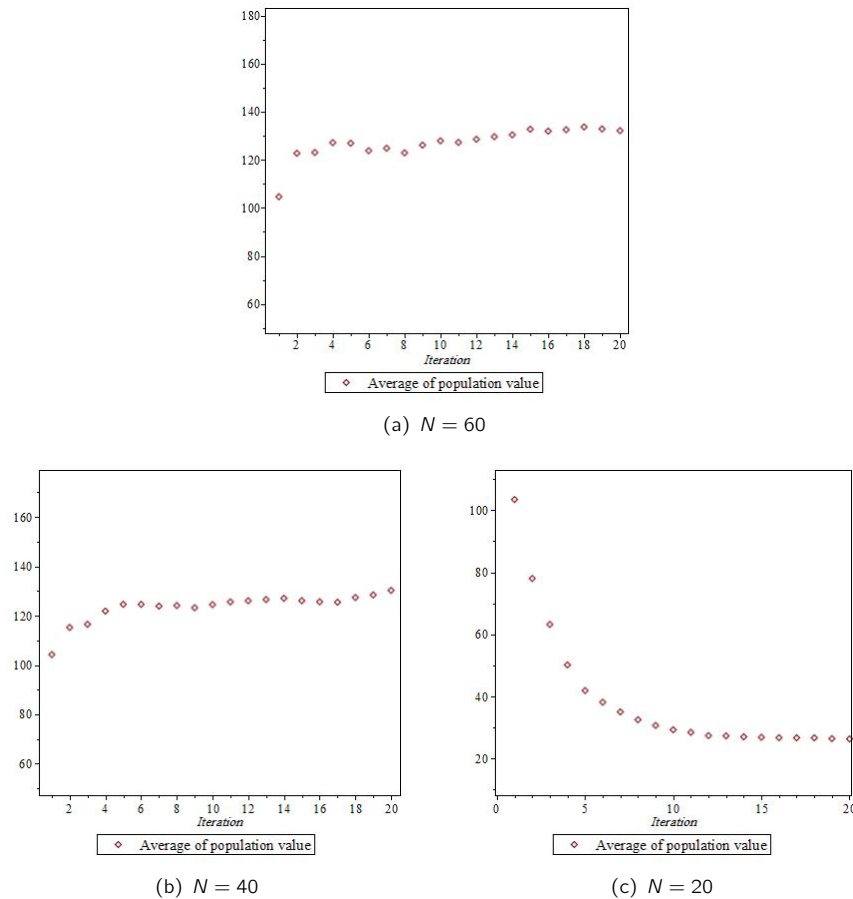 180
160
140
120
100
80
60
2 4 6 8 10 12 14 16 18 20
Iteration
Average of population value
(a) N = 60
160
140
120
100
80
60
2 4 6 8 10 12 14 16 18 20
Iteration
Average of population value
(b) N = 40
100
80
60
40
20
0 5 10 15 20
Iteration
Average of population value
(c) N = 20